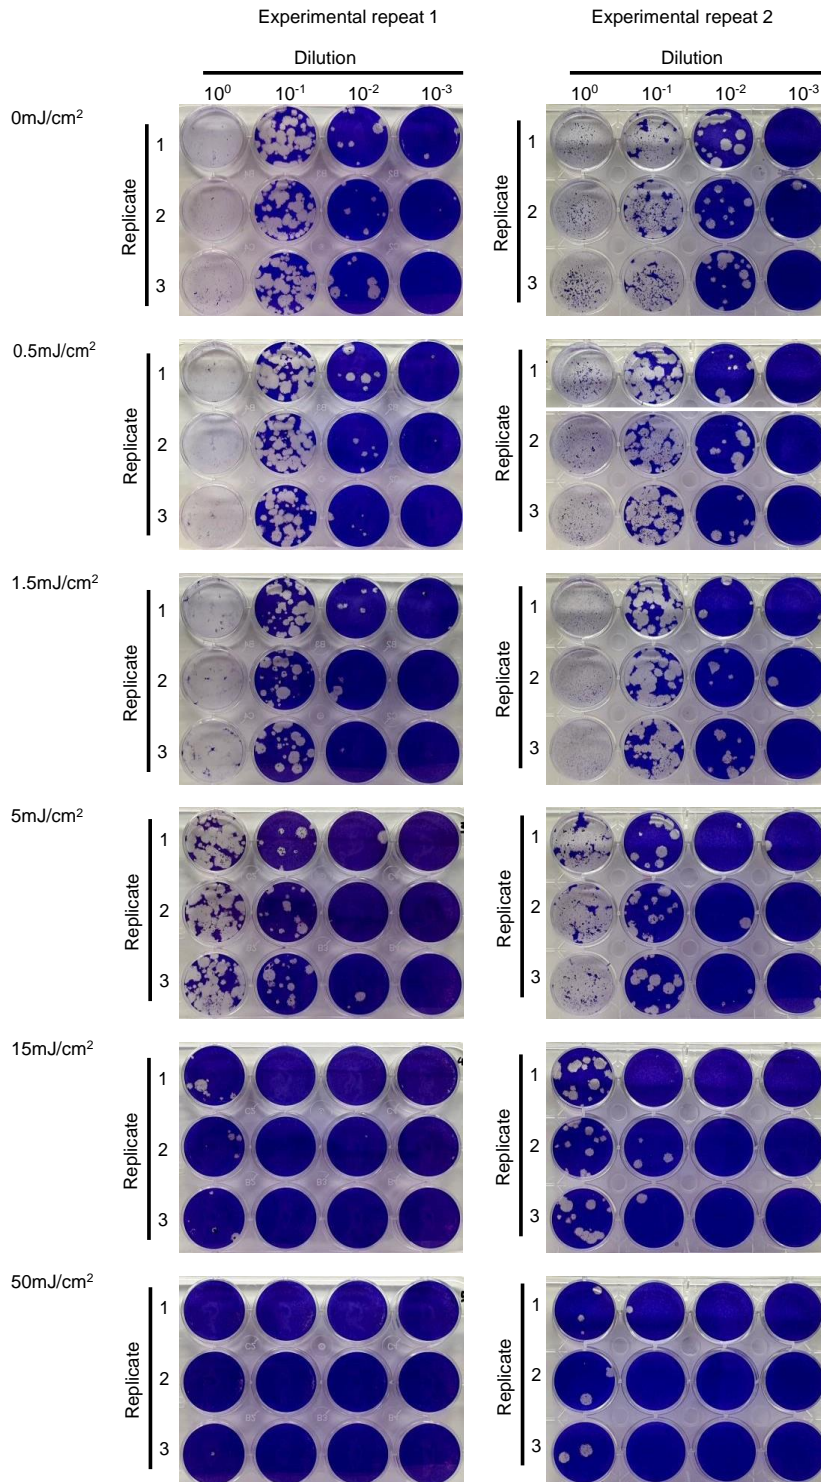 Experimental repeat 1 Experimental repeat 2
Dilution Dilution
10⁰ 10⁻¹ 10⁻² 10⁻³ 10⁰ 10⁻¹ 10⁻² 10⁻³
0mJ/cm²
Replicate 1 2 3 Replicate 1 2 3
0.5mJ/cm²
Replicate 1 2 3 Replicate 1 2 3
1.5mJ/cm²
Replicate 1 2 3 Replicate 1 2 3
5mJ/cm²
Replicate 1 2 3 Replicate 1 2 3
15mJ/cm²
Replicate 1 2 3 Replicate 1 2 3
50mJ/cm²
Replicate 1 2 3 Replicate 1 2 3